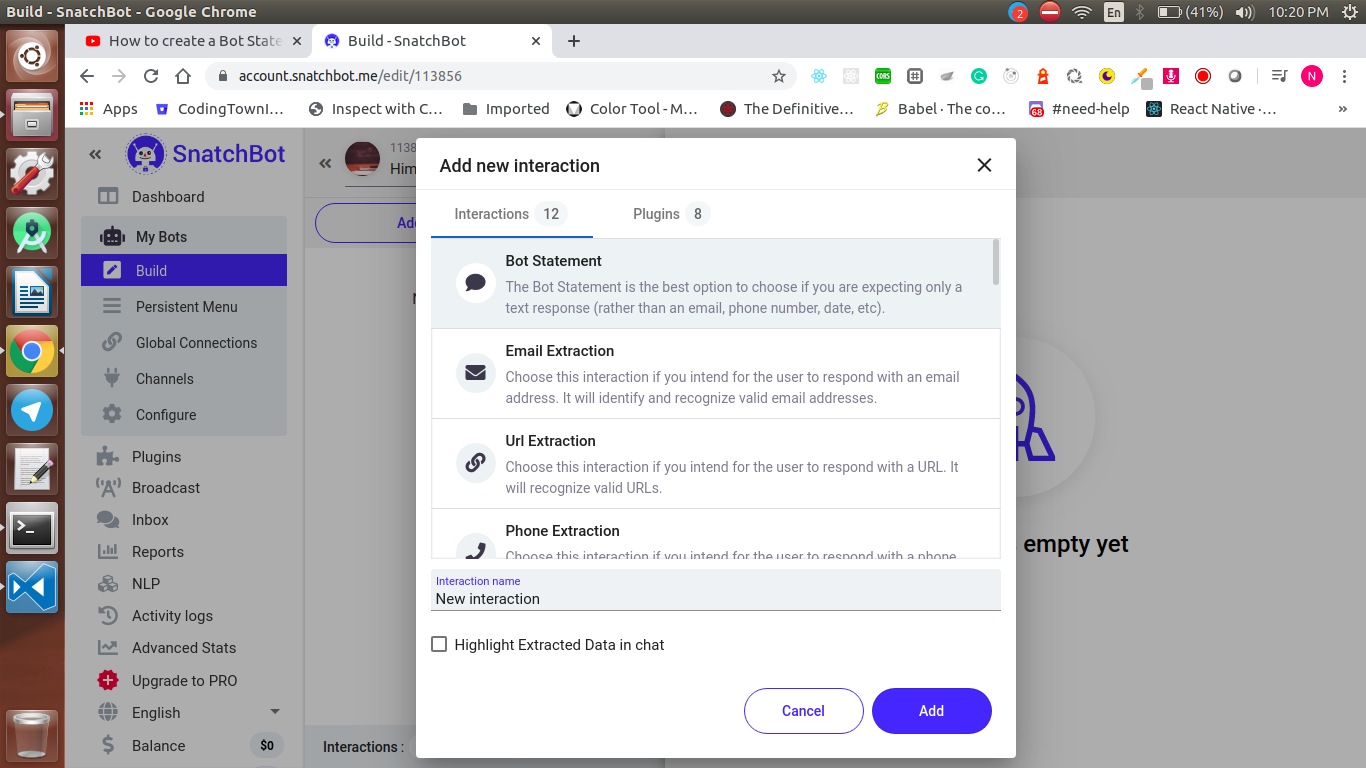 Build - SnatchBot - Google Chrome
2
En
(41%)
10:20 PM
How to create a Bot State
Build - SnatchBot
account.snatchbot.me/edit/113856
CORS
N
Apps
CodingTownI...
Inspect with C...
Imported
Color Tool - M...
The Definitive...
Babel · The co...
68
#need-help
React Native ·...
»
SnatchBot
Dashboard
My Bots
Build
Persistent Menu
Global Connections
Channels
Configure
Plugins
Broadcast
Inbox
Reports
NLP
Activity logs
Advanced Stats
Upgrade to PRO
English
Balance
$0
1138
Him
Ad
N
Interactions :
empty yet
Add new interaction
Interactions 12
Plugins 8
Bot Statement
The Bot Statement is the best option to choose if you are expecting only a
text response (rather than an email, phone number, date, etc).
Email Extraction
Choose this interaction if you intend for the user to respond with an email
address. It will identify and recognize valid email addresses.
Url Extraction
Choose this interaction if you intend for the user to respond with a URL. It
will recognize valid URLs.
Phone Extraction
Choose this interaction if you intend for the user to respond with a phone
Interaction name
New interaction
Highlight Extracted Data in chat
Cancel
Add